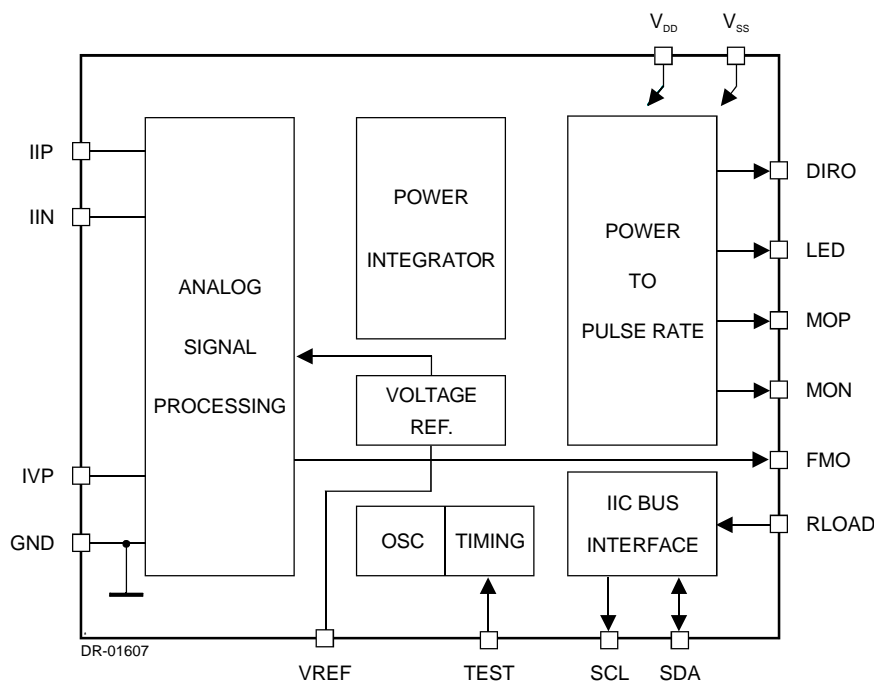 VDD
VSS
IIP
IIN
IVP
GND
ANALOG
SIGNAL
PROCESSING
POWER
INTEGRATOR
VOLTAGE
REF.
OSC
TIMING
POWER
TO
PULSE RATE
IIC BUS
INTERFACE
DIRO
LED
MOP
MON
FMO
RLOAD
DR-01607
VREF
TEST
SCL
SDA